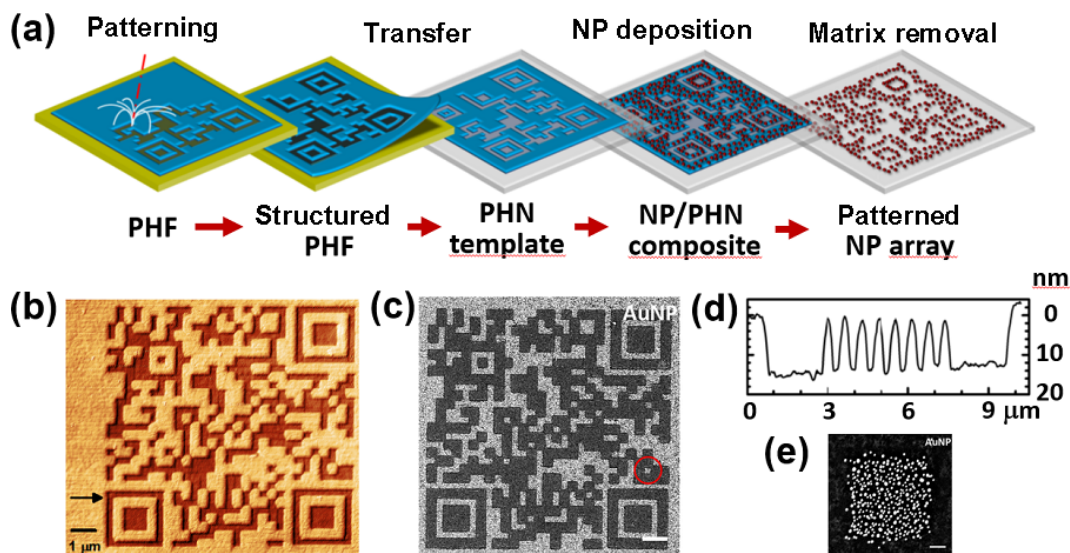 (a)
Patterning
Transfer
NP deposition
Matrix removal
PHF
Structured
PHF
PHN
template
NP/PHN
composite
Patterned
NP array
(b)
1 μm
(c)
AuNP
(d)
nm
0
10
20
0
3
6
9 μm
(e)
AuNP